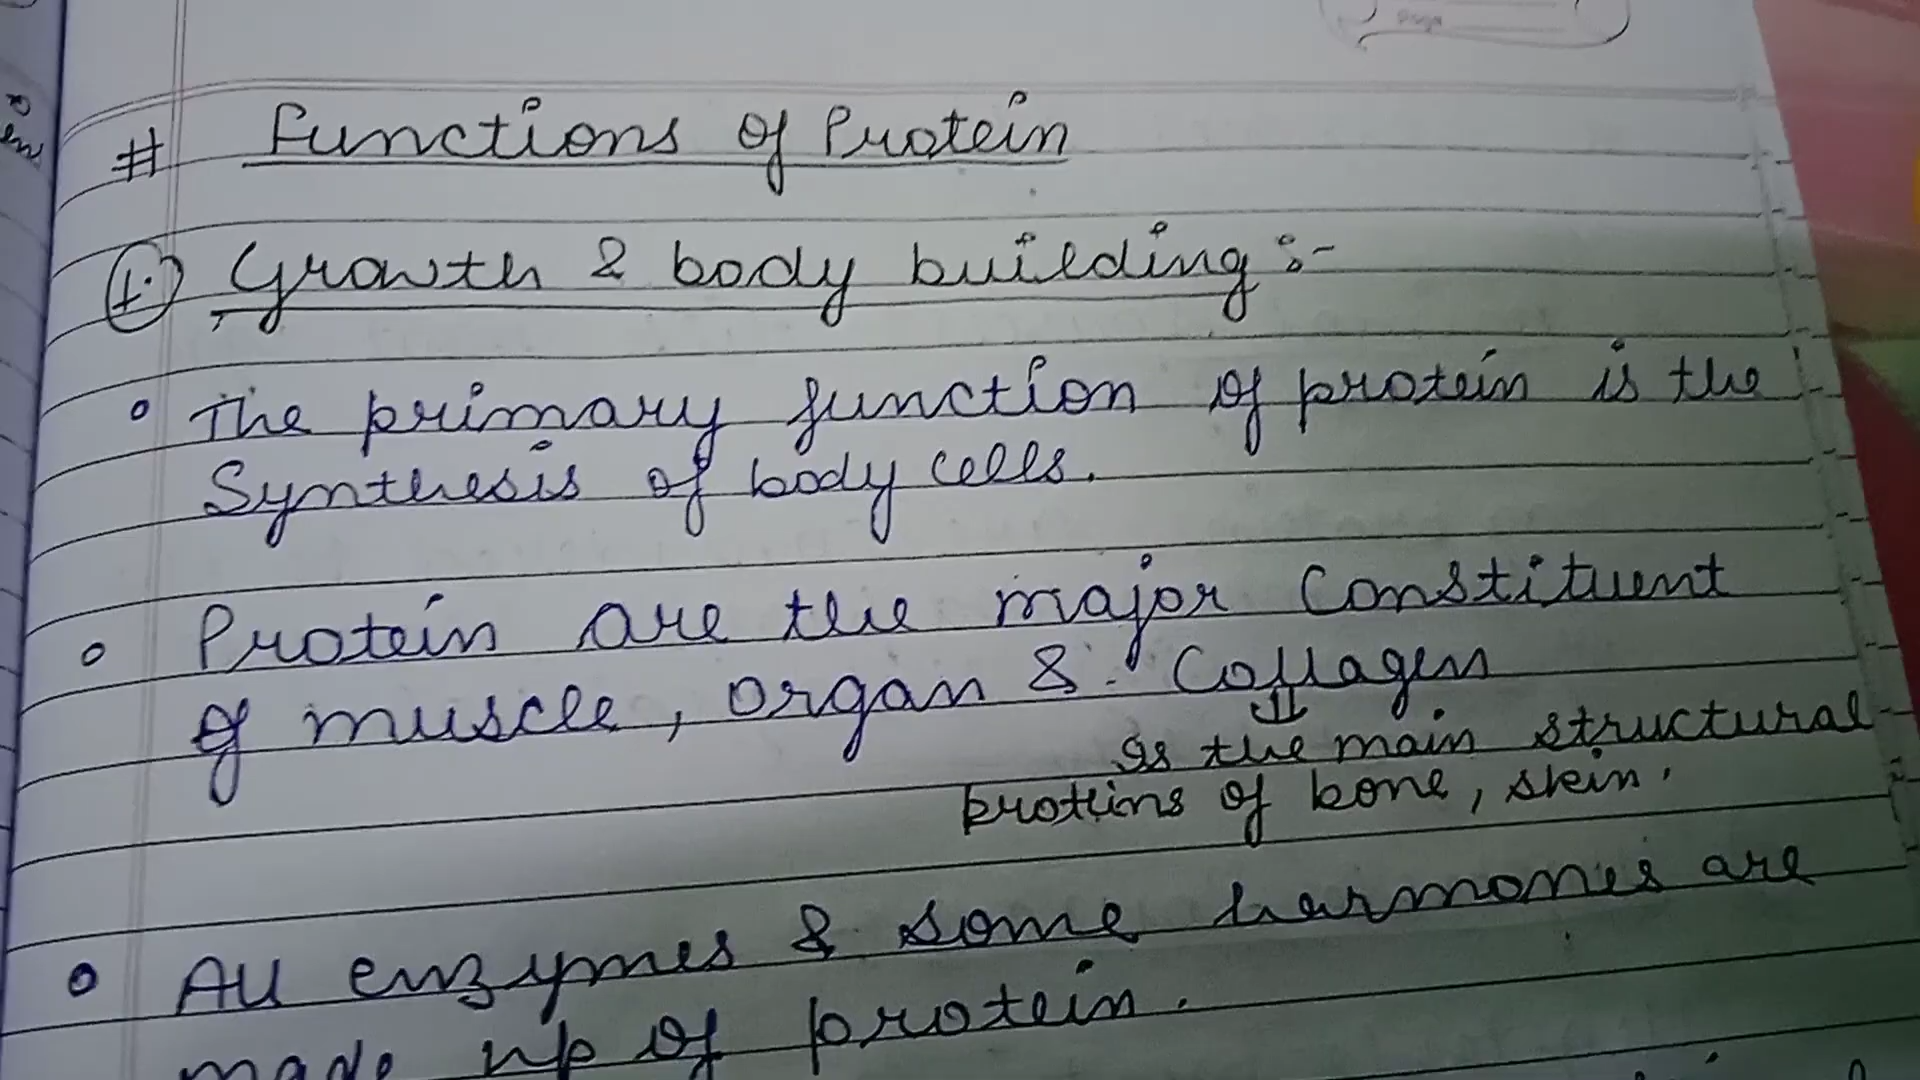 # Functions of Protein
1. Growth & body building :-
The primary function of protein is the
Synthesis of body cells.
Protein are the major Constituent
of muscle, organ & Collagen
⇓
is the main structural
proteins of bone, skin.
All enzymes & some harmones are
made up of protein.